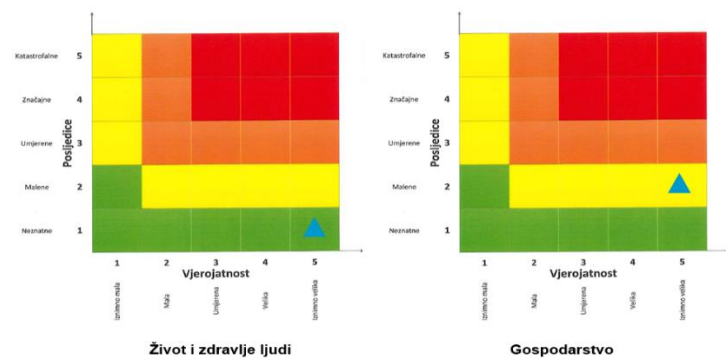 Katastrofalne 5
Značajne 4
Umjerene 3
Malene 2
Neznatne 1
Posljedice
1 2 3 4 5
Vjerojatnost
Iznimno mala
Mala
Umjerena
Velika
Iznimno velika
Život i zdravlje ljudi
Katastrofalne 5
Značajne 4
Umjerene 3
Malene 2
Neznatne 1
Posljedice
1 2 3 4 5
Vjerojatnost
Iznimno mala
Mala
Umjerena
Velika
Iznimno velika
Gospodarstvo